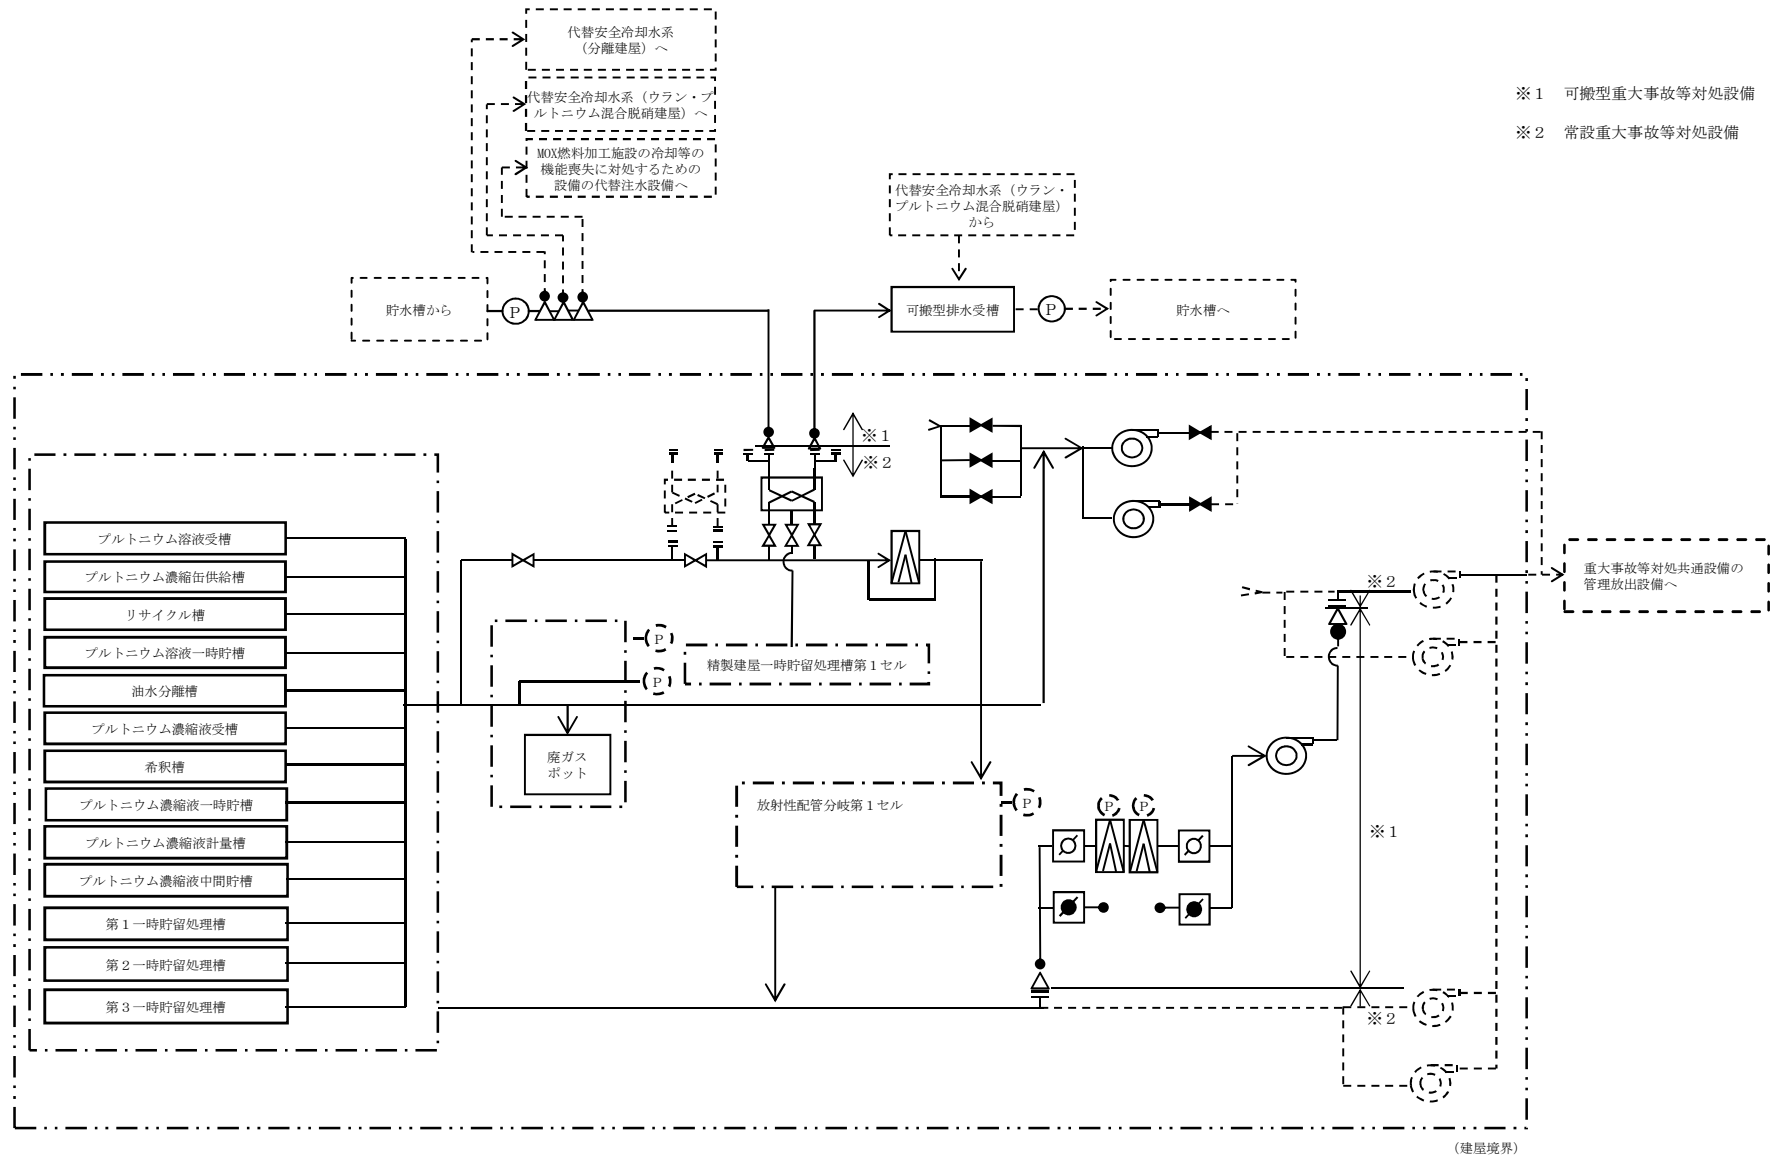 代替安全冷却水系
（分離建屋）へ
代替安全冷却水系（ウラン・プ
ルトニウム混合脱硝建屋）へ
MOX燃料加工施設の冷却等の
機能喪失に対処するための
設備の代替注水設備へ
※１　可搬型重大事故等対処設備
※２　常設重大事故等対処設備
代替安全冷却水系（ウラン・
プルトニウム混合脱硝建屋）
から
貯水槽から
P
可搬型排水受槽
P
貯水槽へ
※１
※２
プルトニウム溶液受槽
プルトニウム濃縮缶供給槽
リサイクル槽
プルトニウム溶液一時貯槽
油水分離槽
プルトニウム濃縮液受槽
希釈槽
プルトニウム濃縮液一時貯槽
プルトニウム濃縮液計量槽
プルトニウム濃縮液中間貯槽
第１一時貯留処理槽
第２一時貯留処理槽
第３一時貯留処理槽
P
P
精製建屋一時貯留処理槽第１セル
廃ガス
ポット
放射性配管分岐第１セル
P
P
P
※２
重大事故等対処共通設備の
管理放出設備へ
※１
※２
（建屋境界）